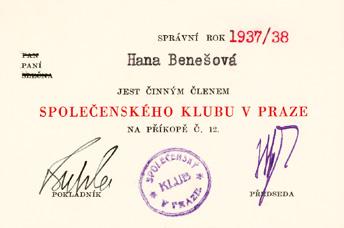 SPRÁVNÍ ROK 1937/38
PAN
PANÍ
SLEČNA
Hana Benešová
JEST ČINNÝM ČLENEM
SPOLEČENSKÉHO KLUBU V PRAZE
NA PŘÍKOPĚ Č. 12.
SPOLEČENSKÝ
KLUB
V PRAZE
POKLADNÍK
PŘEDSEDA